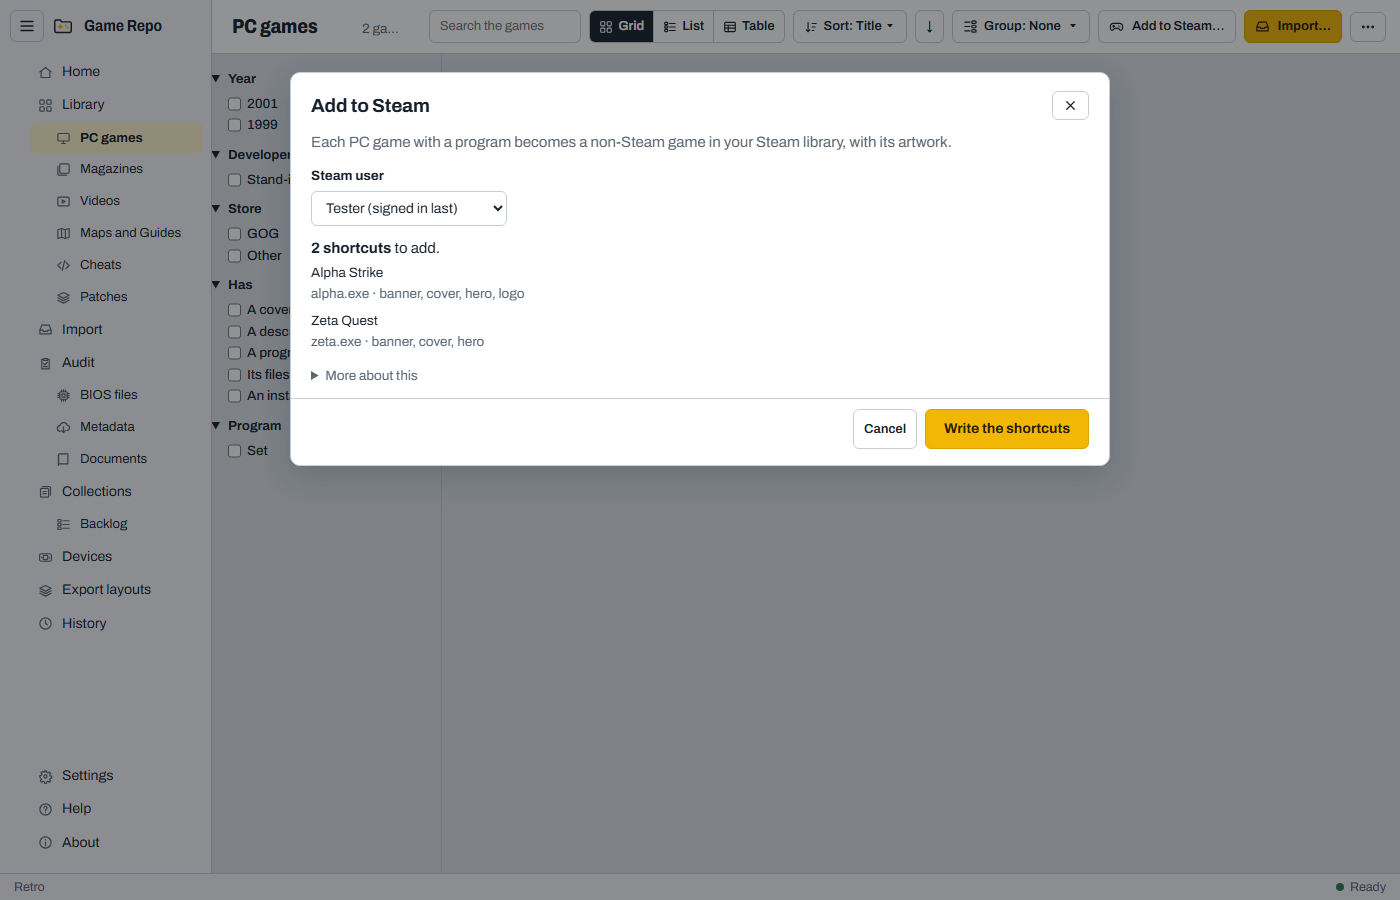 Game Repo
PC games
2 ga...
Search the games
Grid
List
Table
Sort: Title
Group: None
Add to Steam...
Import...
Home
Library
PC games
Magazines
Videos
Maps and Guides
Cheats
Patches
Import
Audit
BIOS files
Metadata
Documents
Collections
Backlog
Devices
Export layouts
History
Settings
Help
About
Year
2001
1999
Developer
Store
GOG
Other
Has
A
A
A
Its files
An
Program
Set
Add to Steam
Each PC game with a program becomes a non-Steam game in your Steam library, with its artwork.
Steam user
Tester (signed in last)
2 shortcuts to add.
Alpha Strike
alpha.exe · banner, cover, hero, logo
Zeta Quest
zeta.exe · banner, cover, hero
More about this
Cancel
Write the shortcuts
Retro
Ready